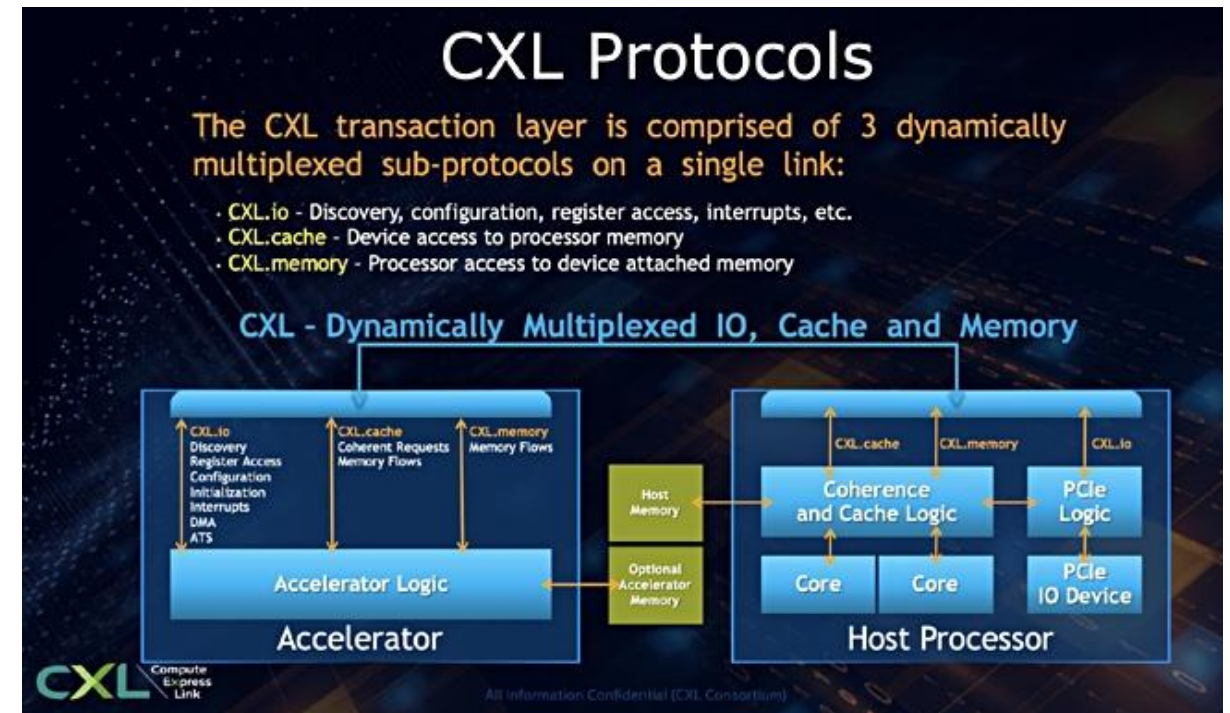 CXL Protocols
The CXL transaction layer is comprised of 3 dynamically
multiplexed sub-protocols on a single link:
· CXL.io - Discovery, configuration, register access, interrupts, etc.
· CXL.cache - Device access to processor memory
· CXL.memory - Processor access to device attached memory
CXL - Dynamically Multiplexed IO, Cache and Memory
CXL.io
Discovery
Register Access
Configuration
Initialization
Interrupts
DMA
ATS
CXL.cache
Coherent Requests
Memory Flows
CXL.memory
Memory Flows
Accelerator Logic
Accelerator
Host
Memory
Optional
Accelerator
Memory
CXL.cache
CXL.memory
CXL.io
Coherence
and Cache Logic
PCIe
Logic
Core
Core
PCIe
IO Device
Host Processor
CXL
Compute
Express
Link
All Information Confidential (CXL Consortium)